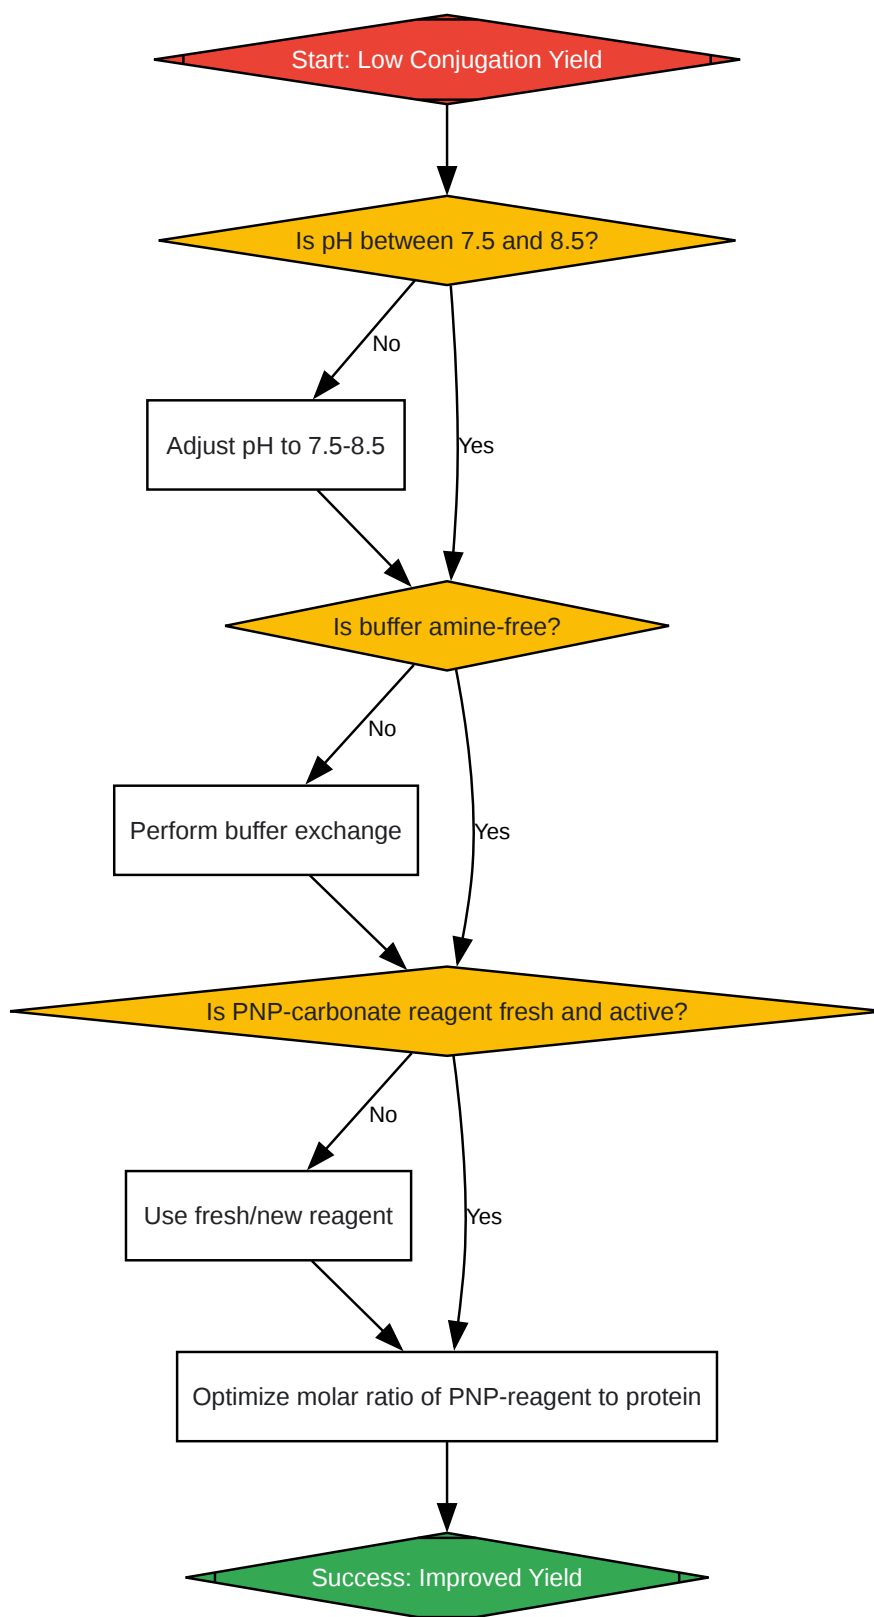 Start: Low Conjugation Yield
Is pH between 7.5 and 8.5?
No
Adjust pH to 7.5-8.5
Yes
Is buffer amine-free?
No
Perform buffer exchange
Yes
Is PNP-carbonate reagent fresh and active?
No
Use fresh/new reagent
Yes
Optimize molar ratio of PNP-reagent to protein
Success: Improved Yield